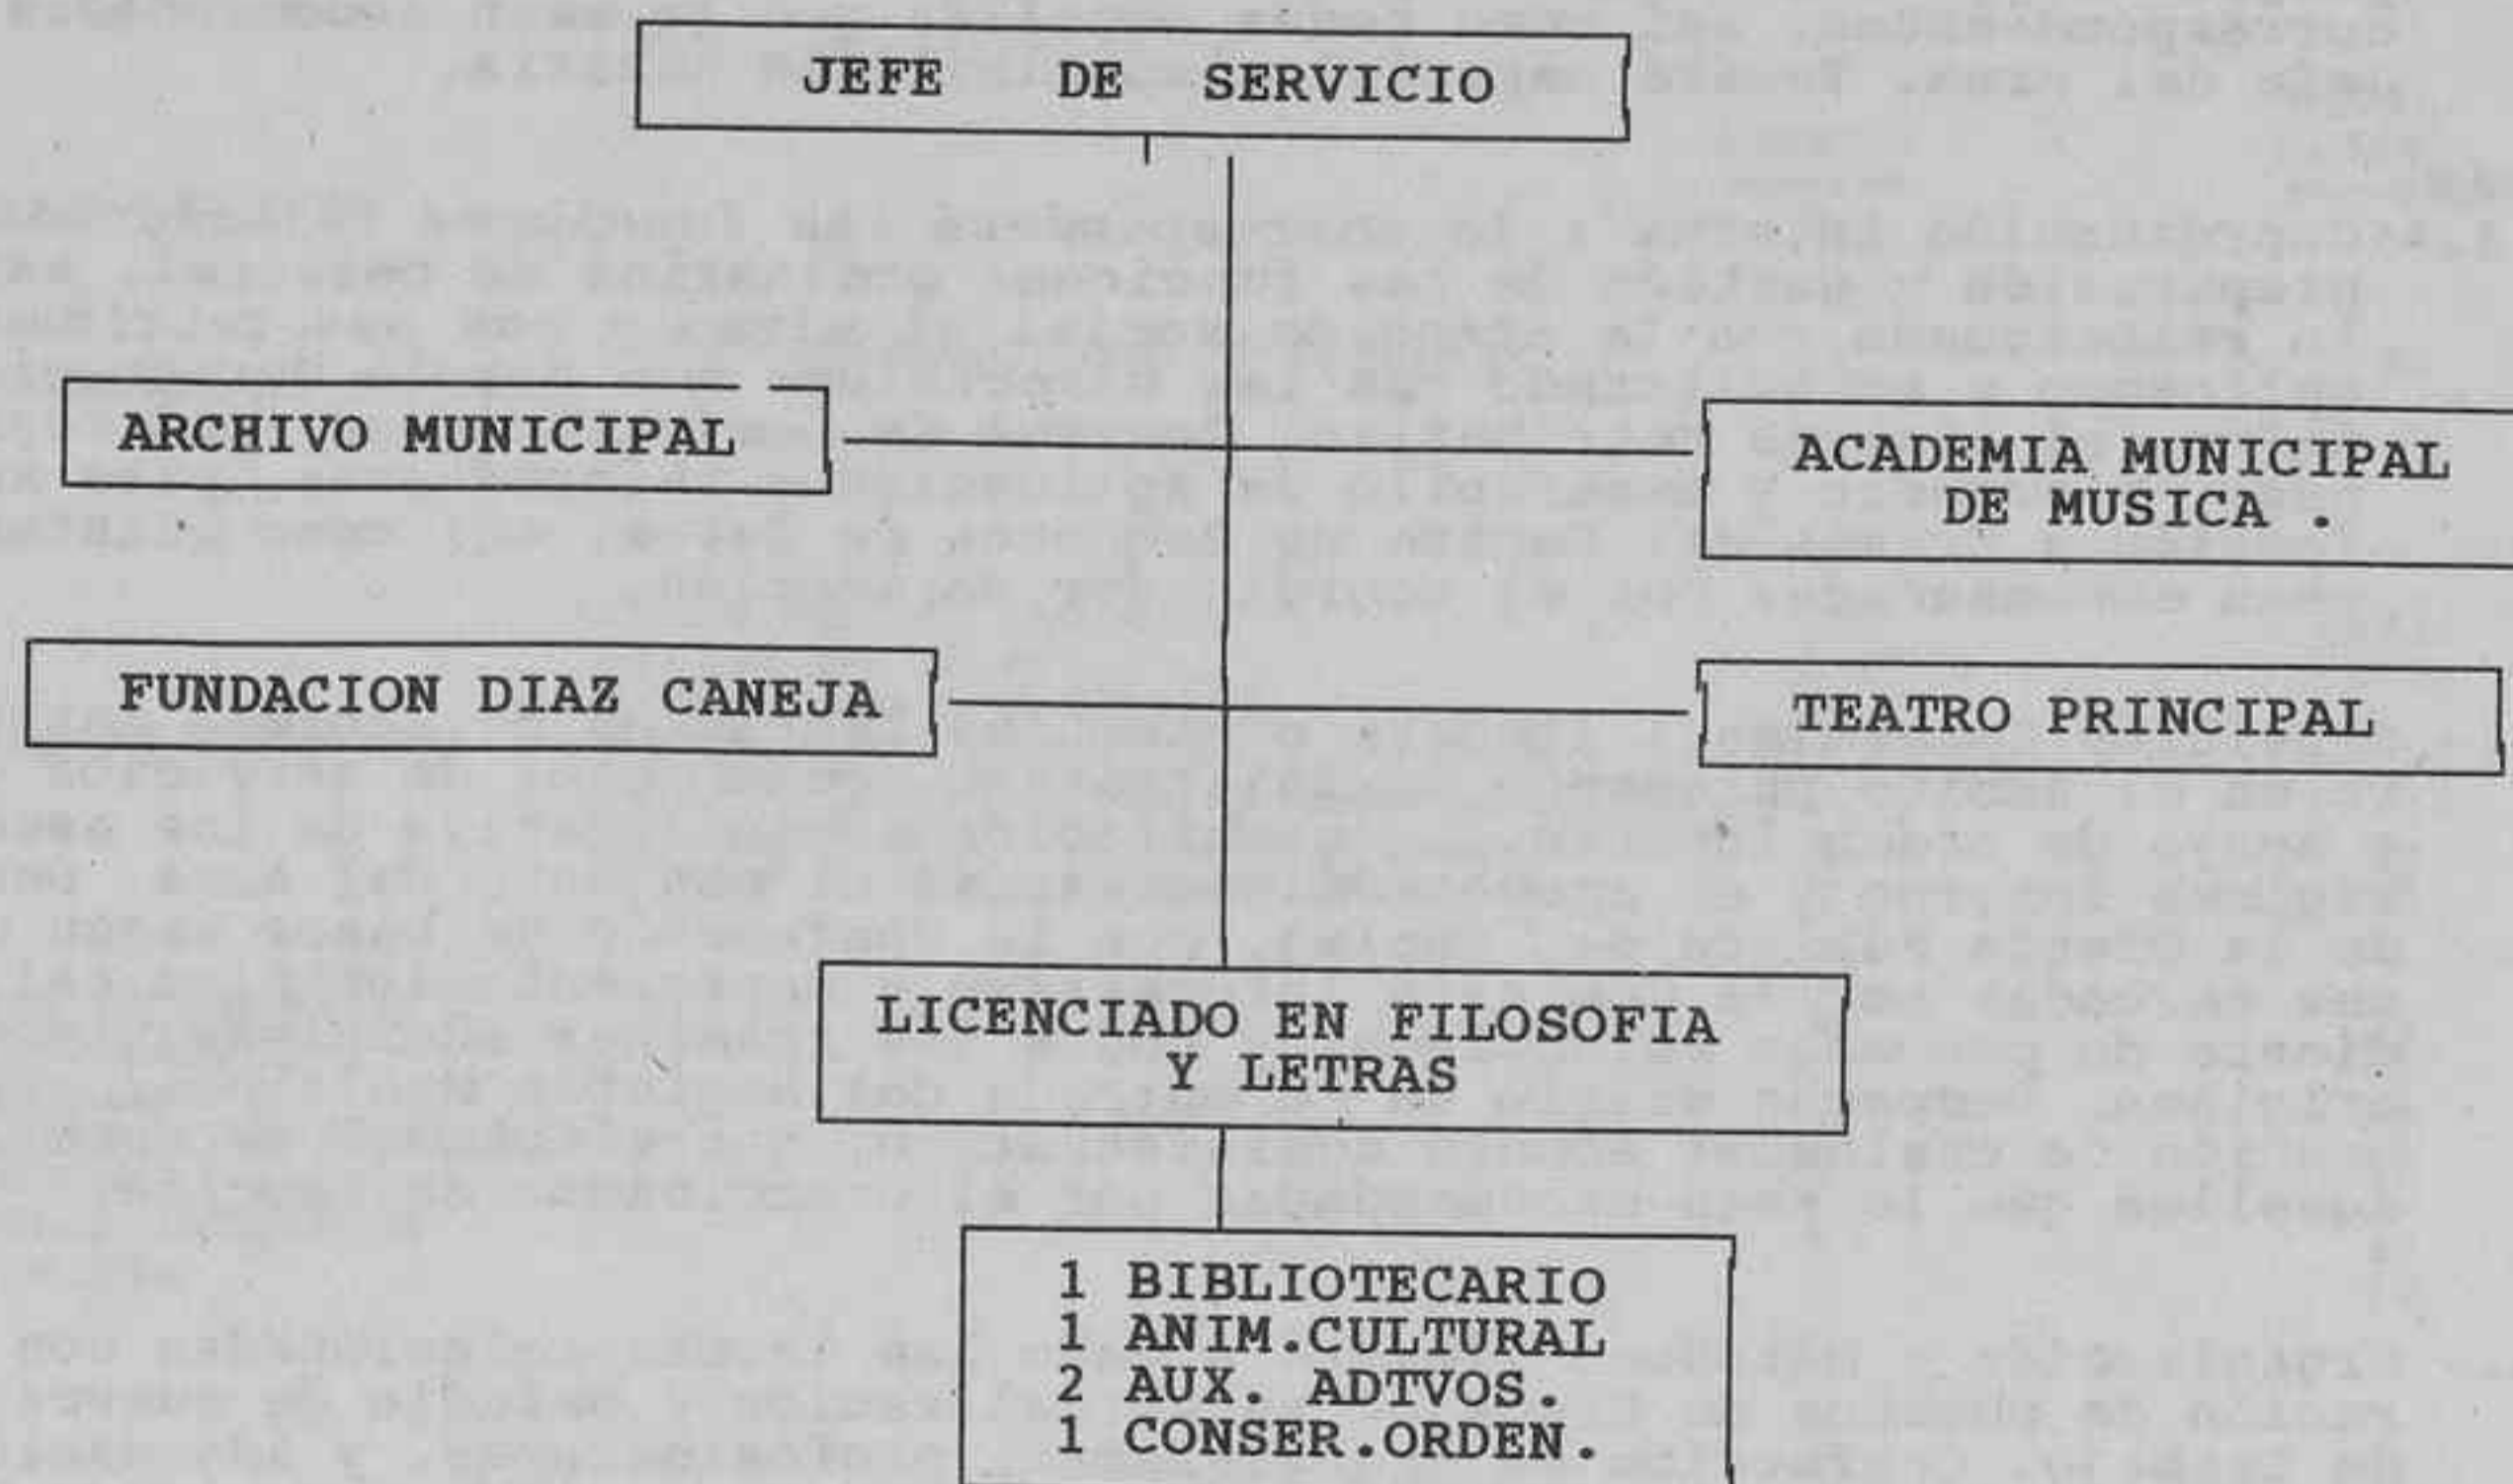 JEFE DE SERVICIO
ARCHIVO MUNICIPAL
ACADEMIA MUNICIPAL
DE MUSICA .
FUNDACION DIAZ CANEJA
TEATRO PRINCIPAL
LICENCIADO EN FILOSOFIA
Y LETRAS
1 BIBLIOTECARIO
1 ANIM.CULTURAL
2 AUX. ADTVOS.
1 CONSER.ORDEN.